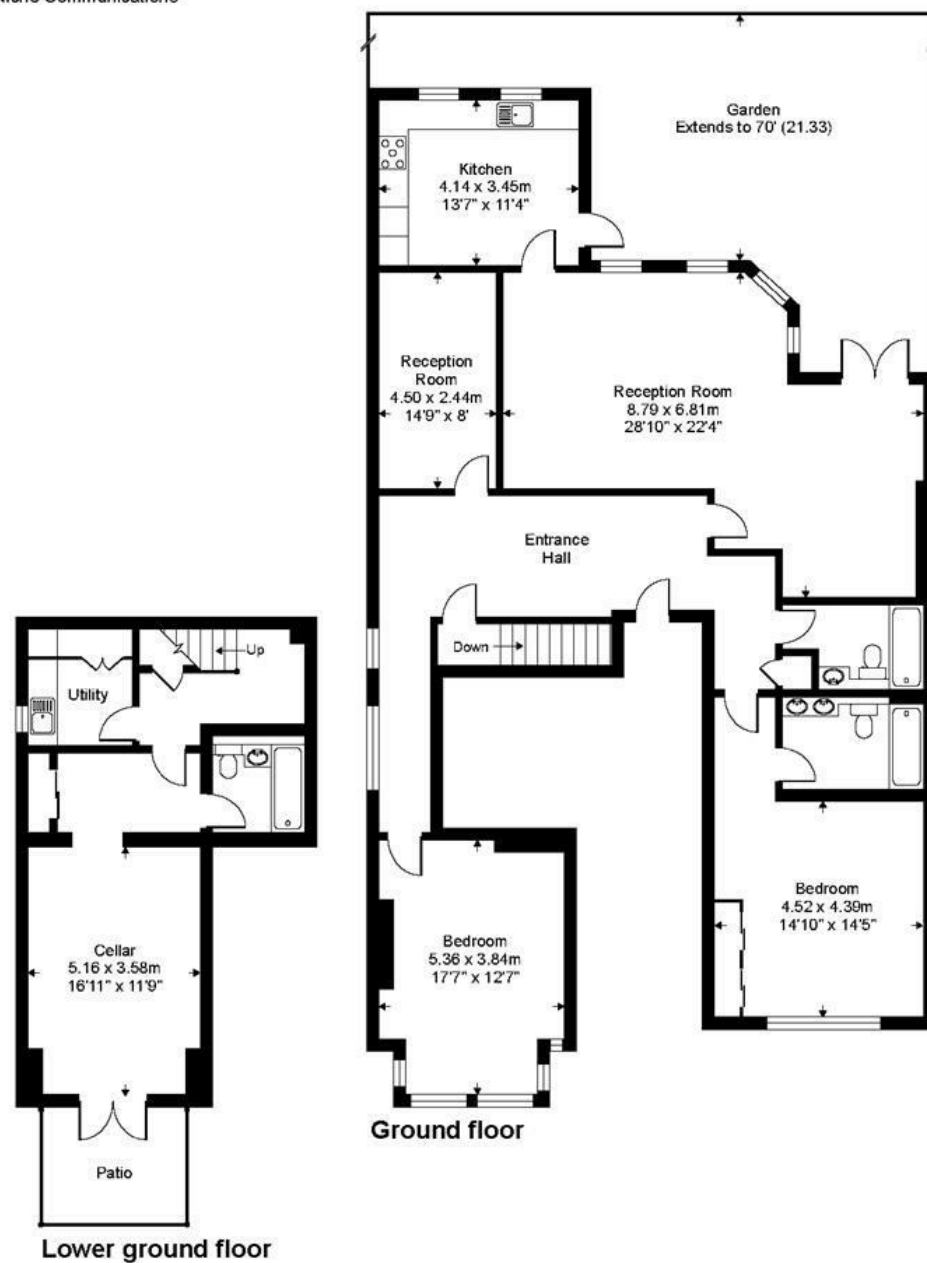 Communications
Garden
Extends to 70' (21.33)
Kitchen
4.14 x 3.45m
13'7" x 11'4"
Reception
Room
4.50 x 2.44m
14'9" x 8'
Reception Room
8.79 x 6.81m
28'10" x 22'4"
Entrance
Hall
Down
Up
Utility
Bedroom
4.52 x 4.39m
14'10" x 14'5"
Bedroom
5.36 x 3.84m
17'7" x 12'7"
Cellar
5.16 x 3.58m
16'11" x 11'9"
Ground floor
Patio
Lower ground floor